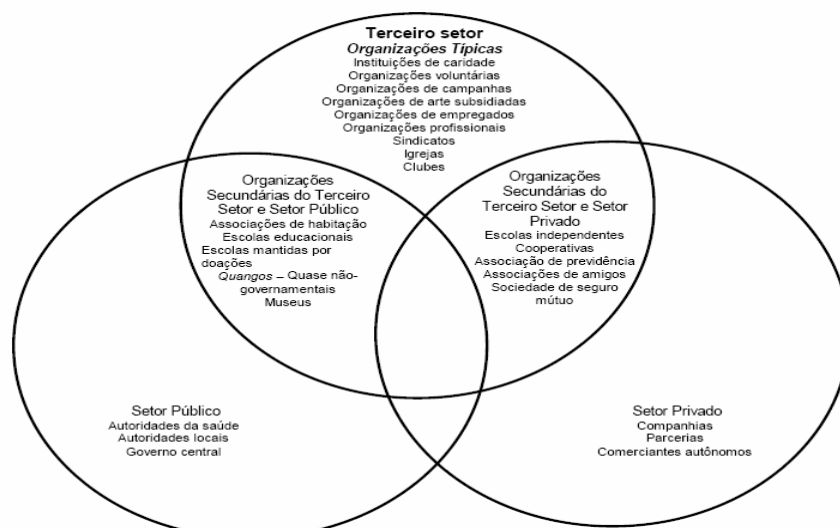 Terceiro setor
Organizações Típicas
Instituições de caridade
Organizações voluntárias
Organizações de campanhas
Organizações de arte subsidiadas
Organizações de empregados
Organizações profissionais
Sindicatos
Igrejas
Clubes
Organizações
Secundárias do Terceiro
Setor e Setor Público
Associações de habitação
Escolas educacionais
Escolas mantidas por
doações
Quangos – Quase não-
governamentais
Museus
Organizações
Secundárias do
Terceiro Setor e Setor
Privado
Escolas independentes
Cooperativas
Associação de previdência
Associações de amigos
Sociedade de seguro
mútuo
Setor Público
Autoridades da saúde
Autoridades locais
Governo central
Setor Privado
Companhias
Parcerias
Comerciantes autônomos